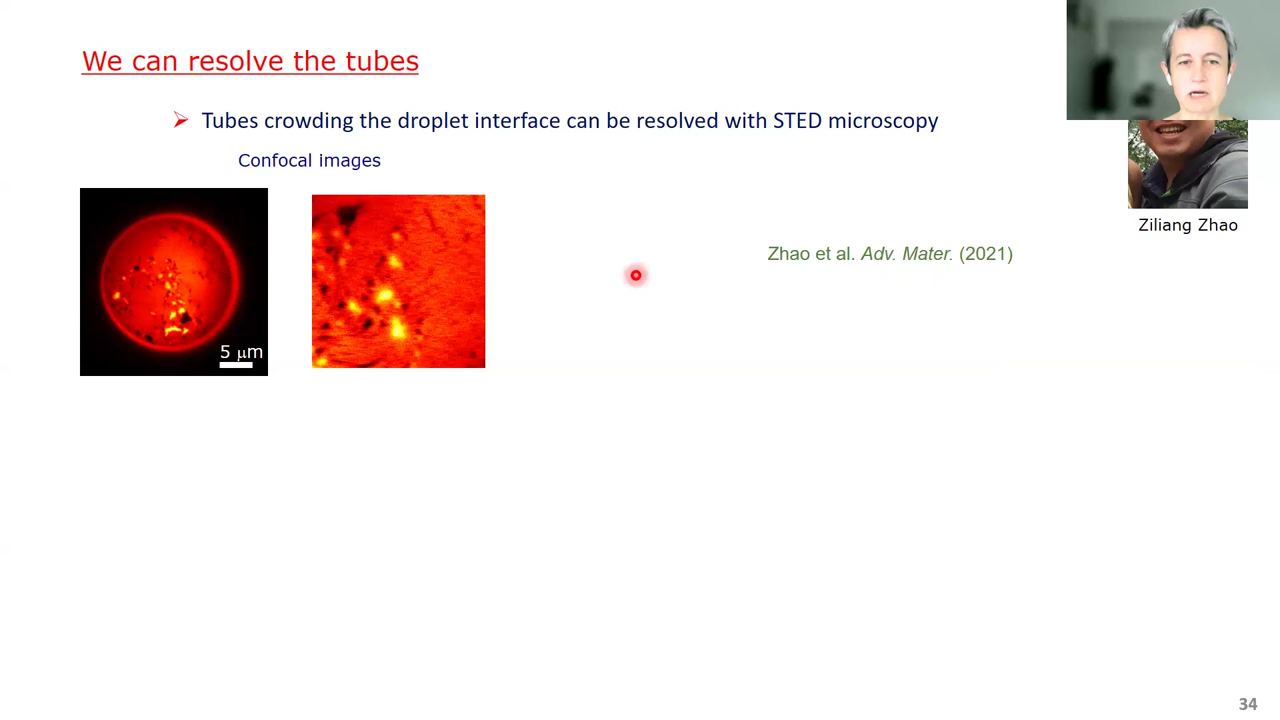 We can resolve the tubes
➢ Tubes crowding the droplet interface can be resolved with STED microscopy
Confocal images
5 μm
Zhao et al. Adv. Mater. (2021)
Ziliang Zhao
34